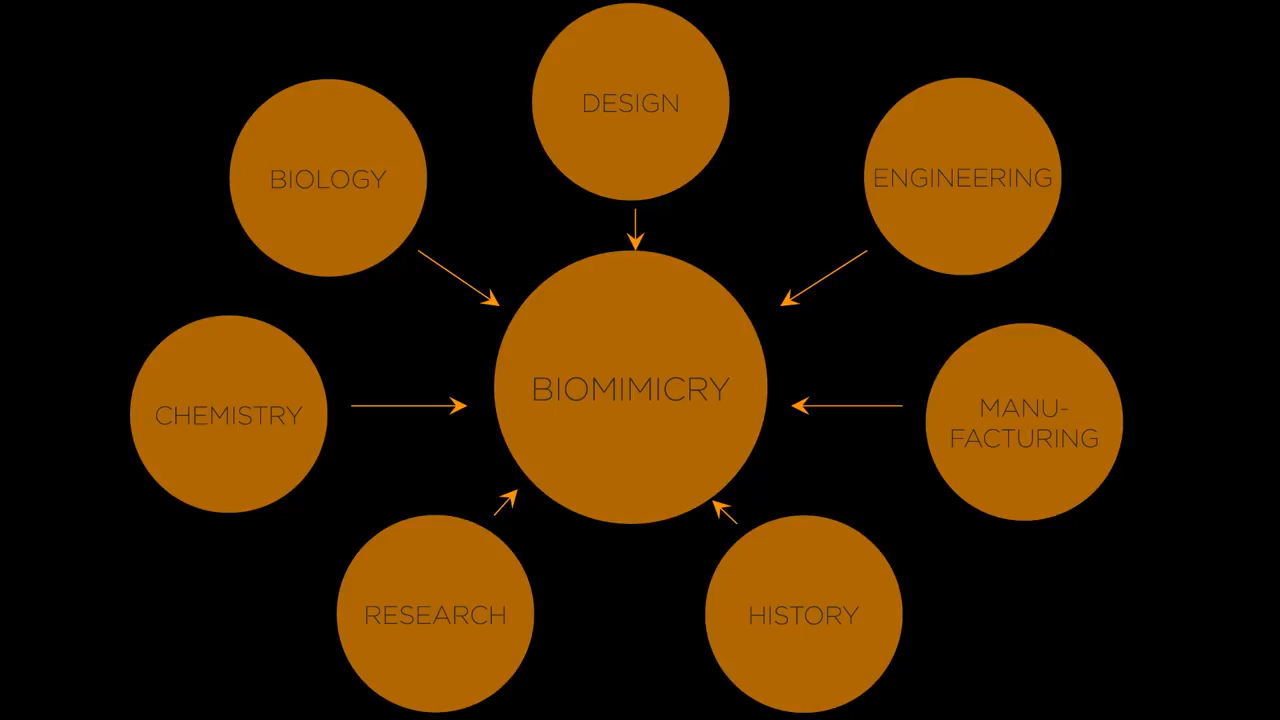 DESIGN
BIOLOGY
ENGINEERING
BIOMIMICRY
CHEMISTRY
MANU-
FACTURING
RESEARCH
HISTORY